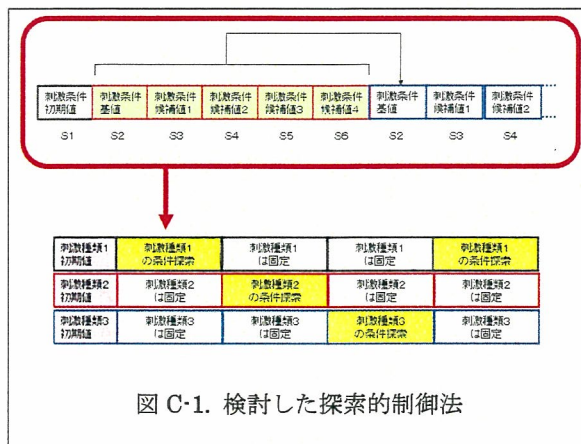 刺激条件 初期値
刺激条件 基値
刺激条件 候補値1
刺激条件 候補値2
刺激条件 候補値3
刺激条件 候補値4
刺激条件 基値
刺激条件 候補値1
刺激条件 候補値2
S1 S2 S3 S4 S5 S6 S2 S3 S4
刺激種類1 初期値
刺激種類1 の条件探索
刺激種類1 は固定
刺激種類1 は固定
刺激種類1 の条件探索
刺激種類2 初期値
刺激種類2 は固定
刺激種類2 の条件探索
刺激種類2 は固定
刺激種類2 は固定
刺激種類3 初期値
刺激種類3 は固定
刺激種類3 は固定
刺激種類3 の条件探索
刺激種類3 は固定
図 C-1. 検討した探索的制御法